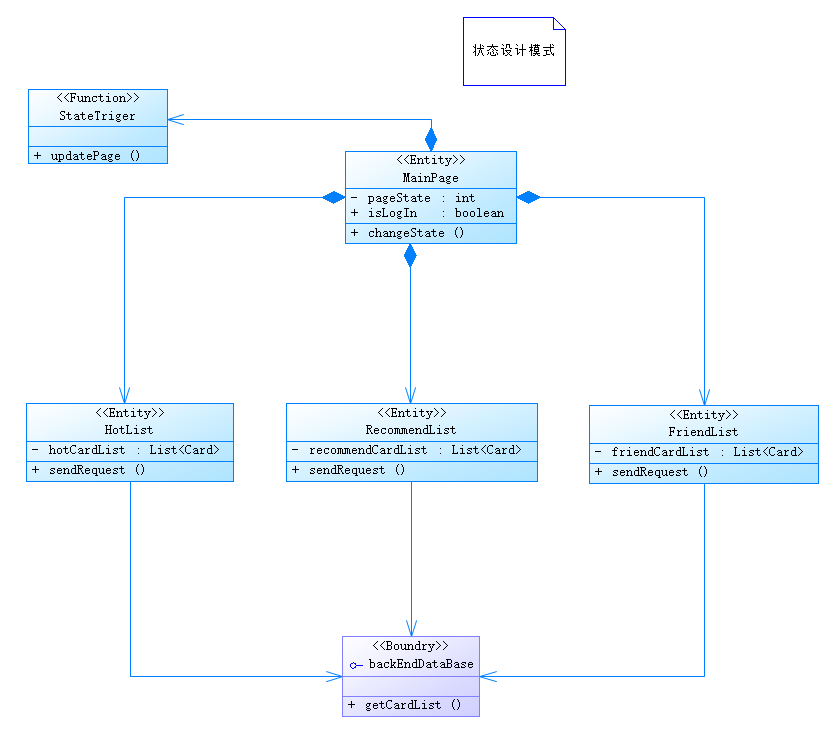 状态设计模式
<<Function>>
StateTriger
+ updatePage ()
<<Entity>>
MainPage
- pageState : int
+ isLogIn : boolean
+ changeState ()
<<Entity>>
HotList
- hotCardList : List<Card>
+ sendRequest ()
<<Entity>>
RecommendList
- recommendCardList : List<Card>
+ sendRequest ()
<<Entity>>
FriendList
- friendCardList : List<Card>
+ sendRequest ()
<<Boundry>>
backEndDataBase
+ getCardList ()